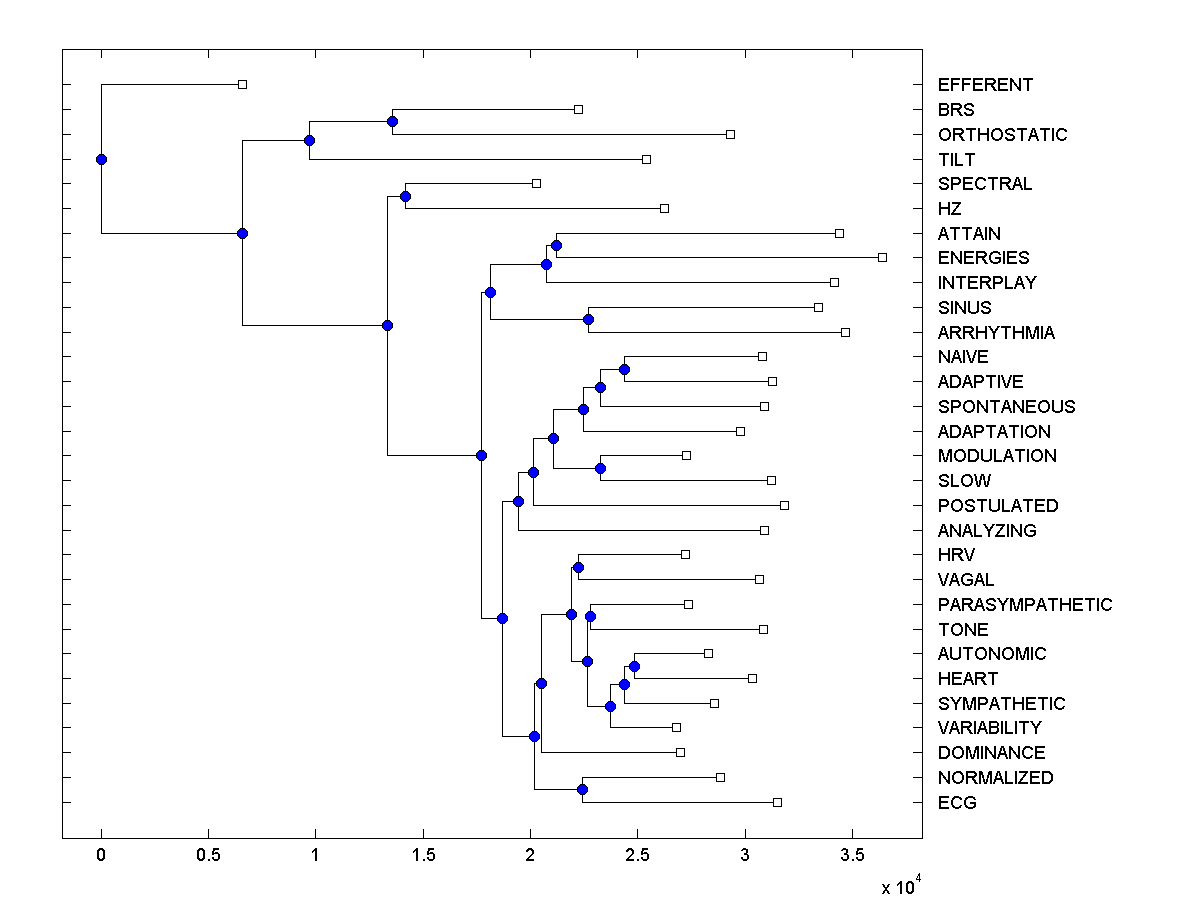 EFFERENT
BRS
ORTHOSTATIC
TILT
SPECTRAL
HZ
ATTAIN
ENERGIES
INTERPLAY
SINUS
ARRHYTHMIA
NAIVE
ADAPTIVE
SPONTANEOUS
ADAPTATION
MODULATION
SLOW
POSTULATED
ANALYZING
HRV
VAGAL
PARASYMPATHETIC
TONE
AUTONOMIC
HEART
SYMPATHETIC
VARIABILITY
DOMINANCE
NORMALIZED
ECG
0 0.5 1 1.5 2 2.5 3 3.5
x 10^4